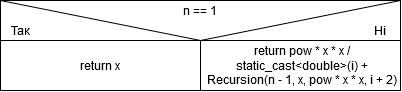 n == 1
Так
Ні
return x
return pow * x * x /
static_cast<double>(i) +
Recursion(n - 1, x, pow * x * x, i + 2)